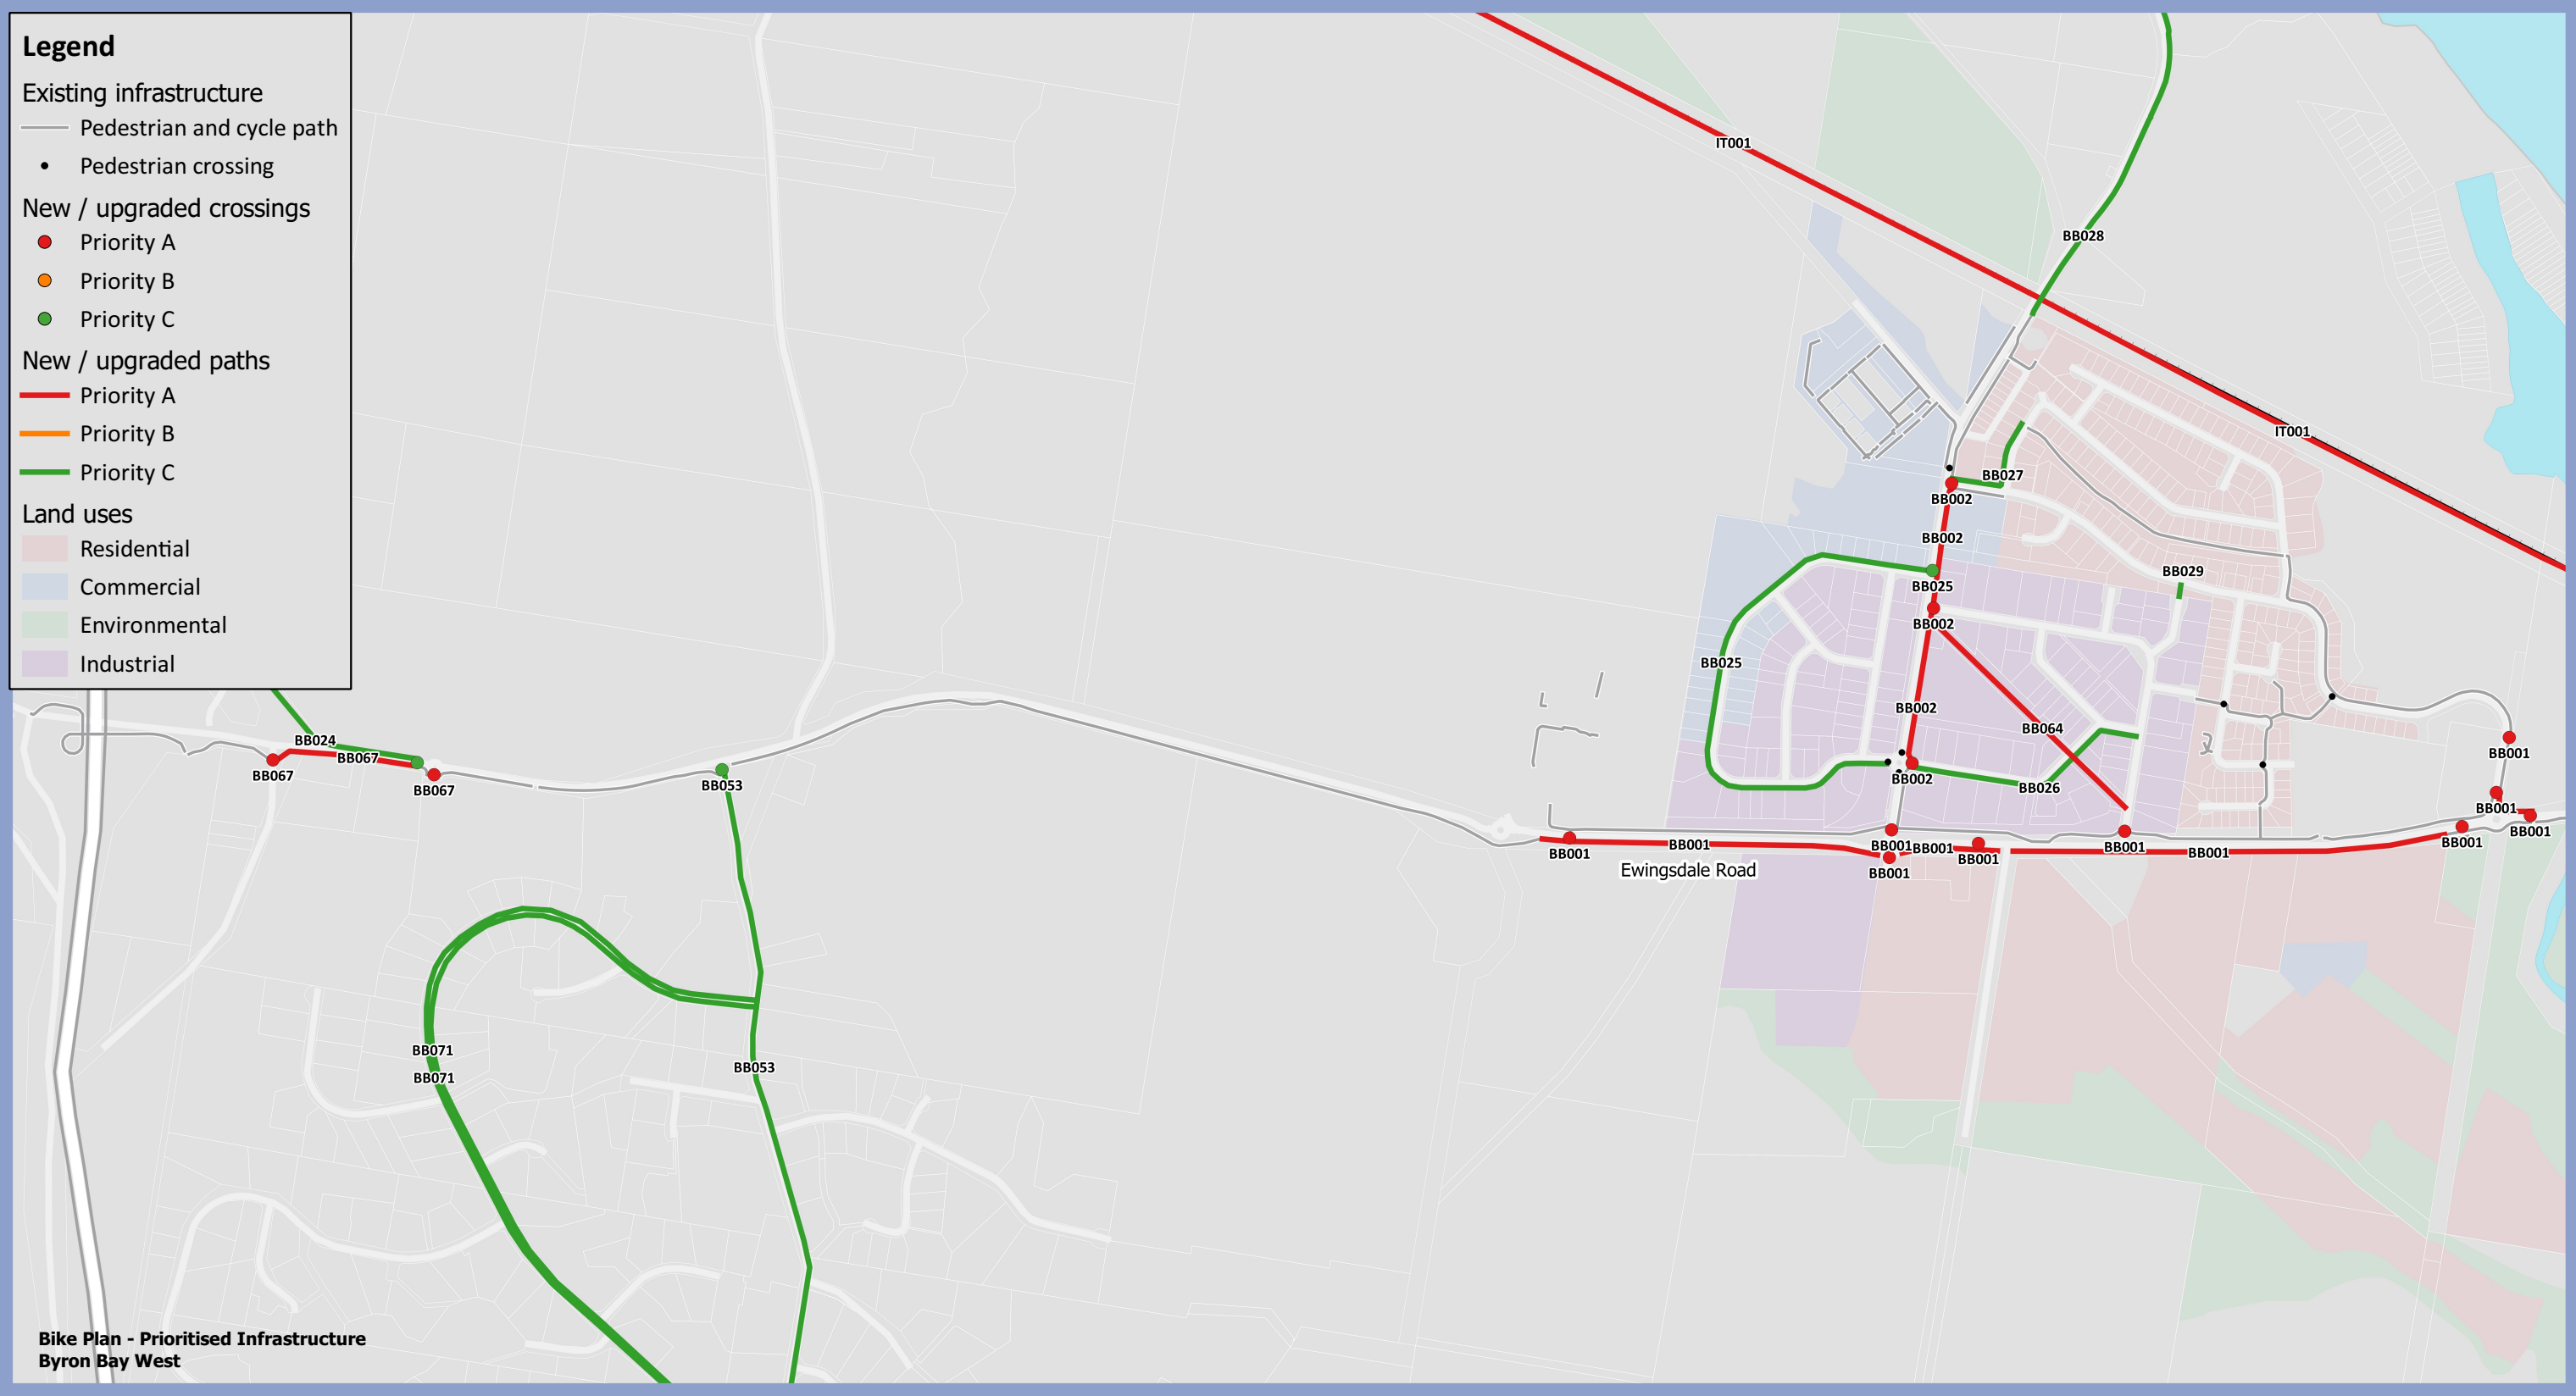 Legend
Existing infrastructure
Pedestrian and cycle path
Pedestrian crossing
New / upgraded crossings
Priority A
Priority B
Priority C
New / upgraded paths
Priority A
Priority B
Priority C
Land uses
Residential
Commercial
Environmental
Industrial
IT001
BB028
IT001
BB027
BB002
BB002
BB029
BB025
BB002
BB025
BB002
BB064
BB024
BB067
BB067
BB067
BB053
BB002
BB026
BB001
BB001
BB001
BB001
BB001
BB001
BB001
BB001
BB001
BB001
BB001
BB001
BB001
Ewingsdale Road
BB071
BB053
BB071
Bike Plan - Prioritised Infrastructure
Byron Bay West